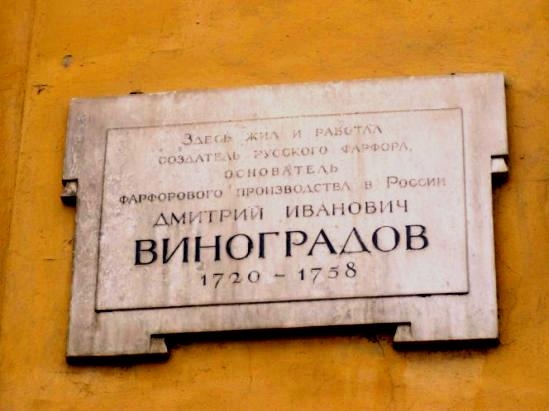 Здесь жил и работал
создатель русского фарфора,
основатель
фарфорового производства в России
Дмитрий Иванович
ВИНОГРАДОВ
1720 – 1758